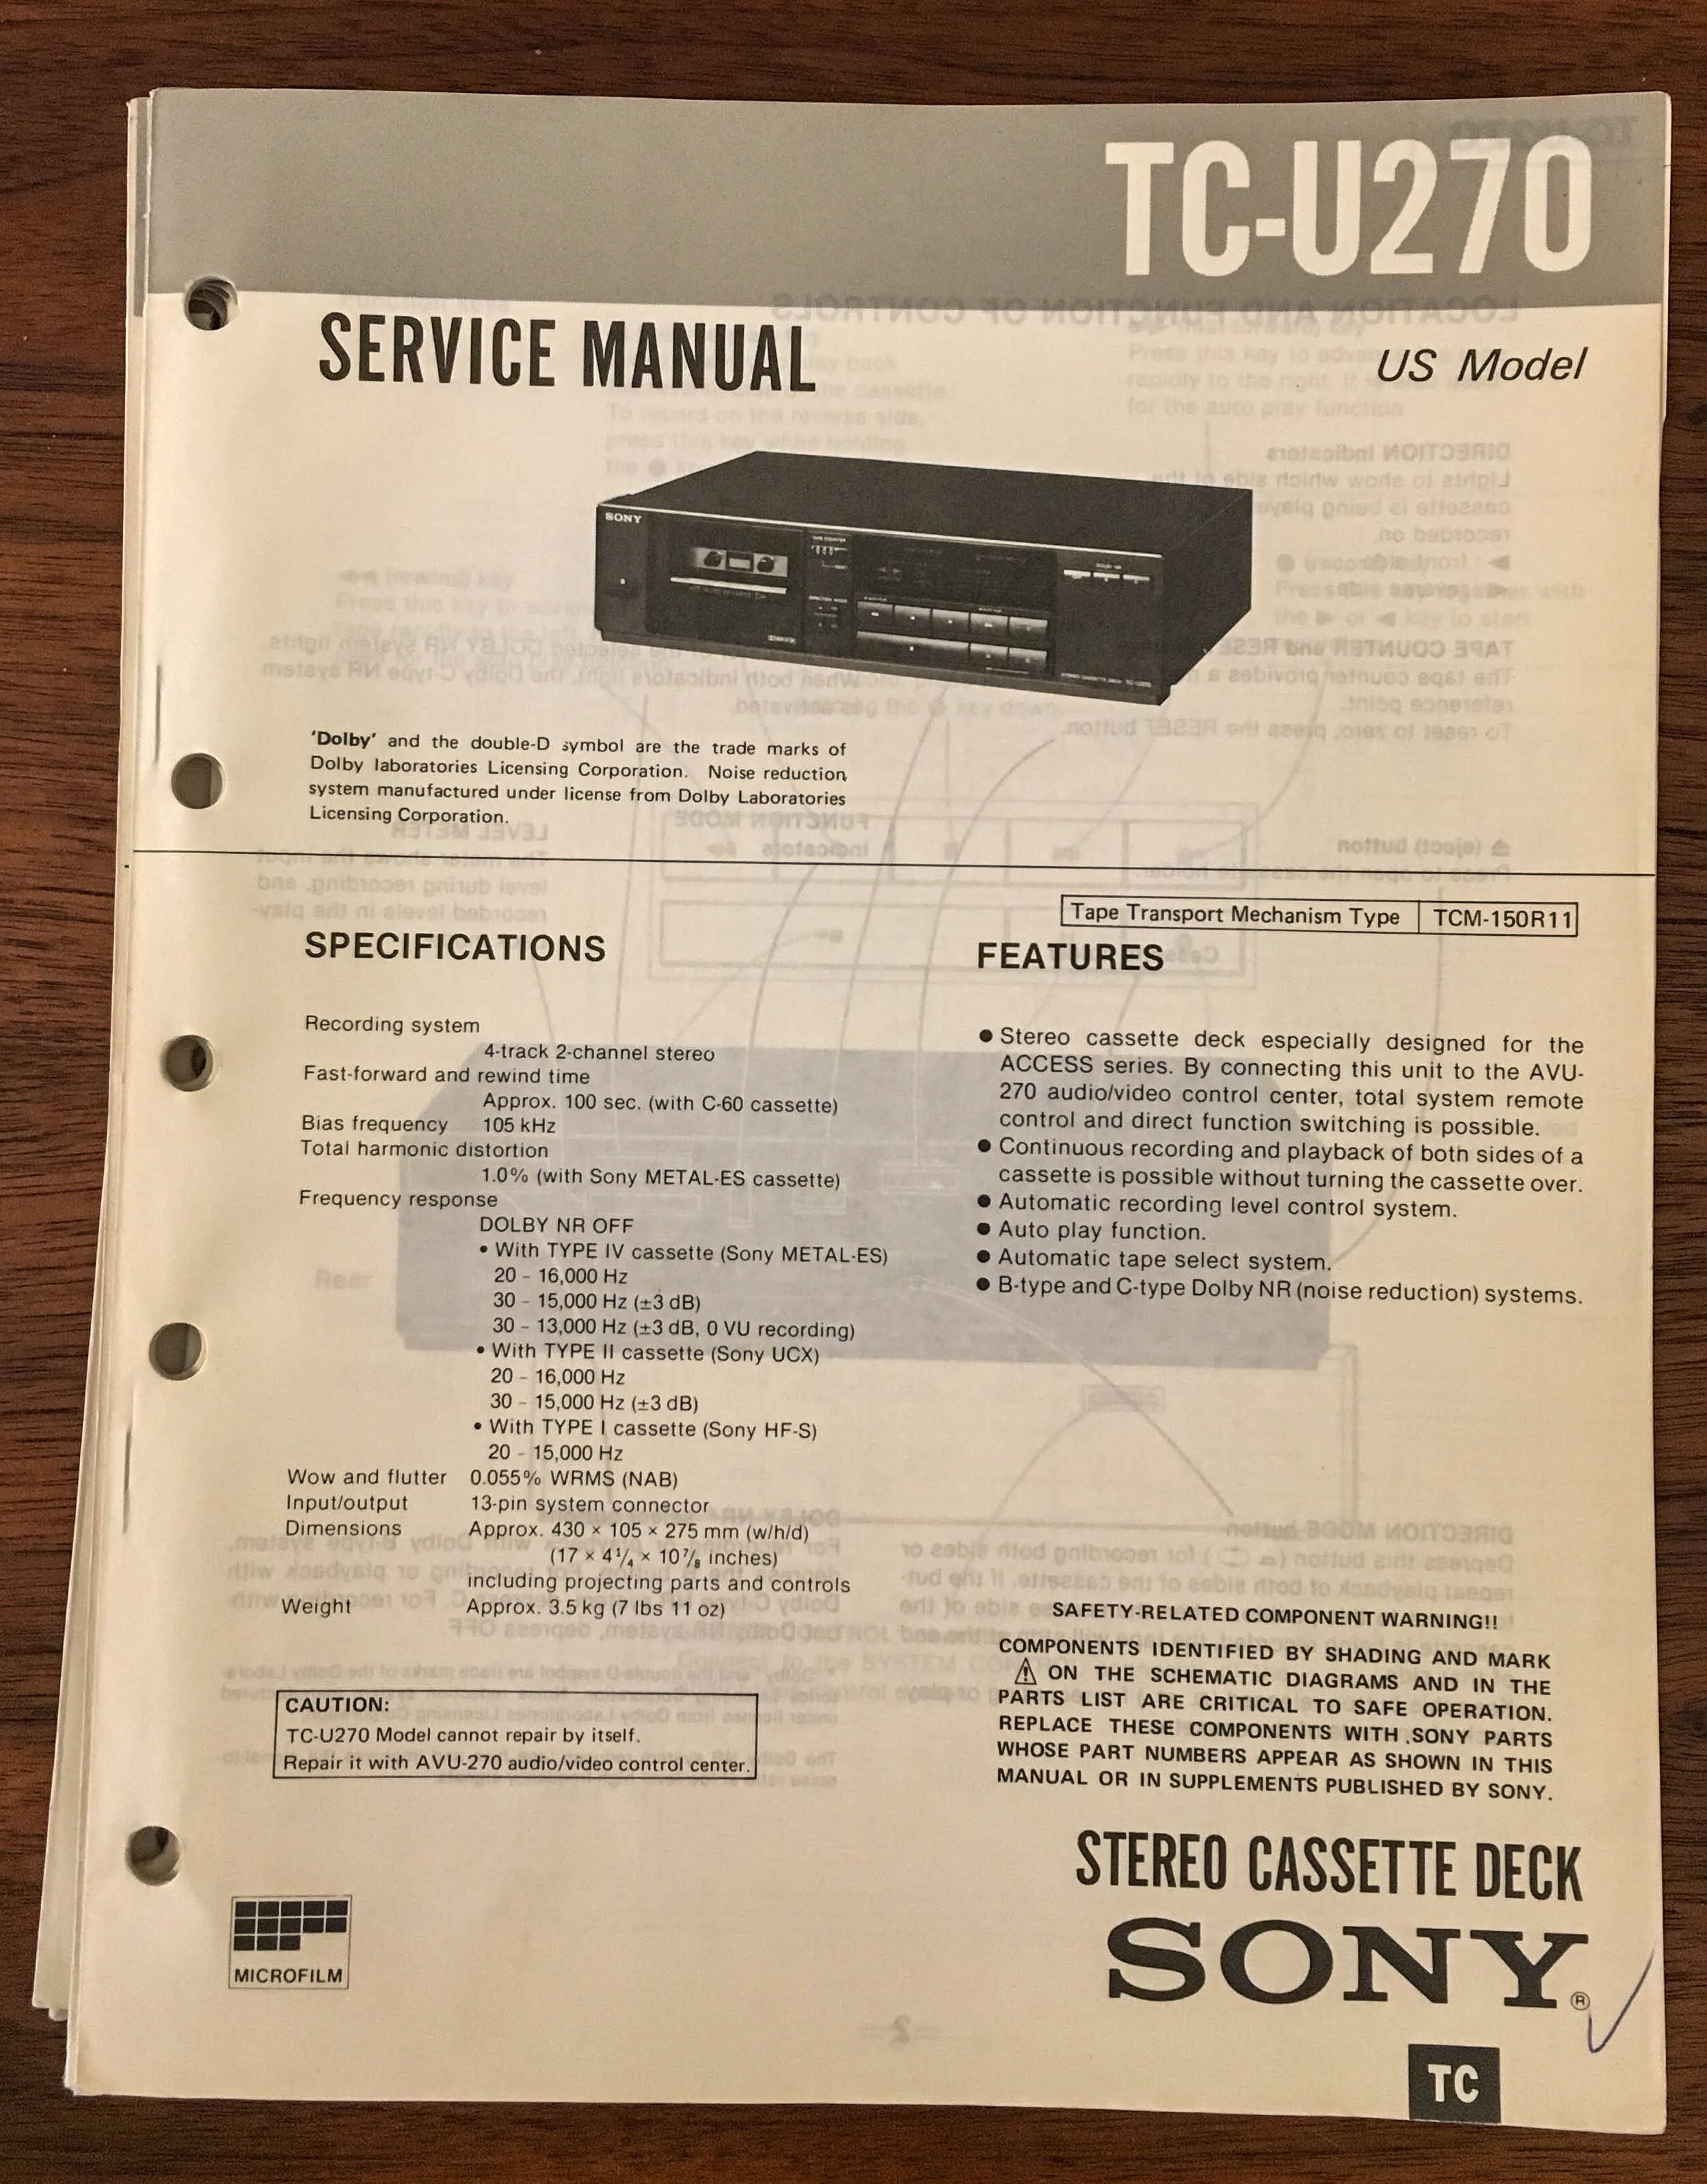 TC-U270
SERVICE MANUAL
US Model
SONY
TAPE COUNTER
'Dolby' and the double-D symbol are the trade marks of
Dolby laboratories Licensing Corporation. Noise reduction
system manufactured under license from Dolby Laboratories
Licensing Corporation.
Tape Transport Mechanism Type TCM-150R11
SPECIFICATIONS
Recording system
4-track 2-channel stereo
Fast-forward and rewind time
Approx. 100 sec. (with C-60 cassette)
Bias frequency 105 kHz
Total harmonic distortion
1.0% (with Sony METAL-ES cassette)
Frequency response
DOLBY NR OFF
• With TYPE IV cassette (Sony METAL-ES)
20 – 16,000 Hz
30 – 15,000 Hz (±3 dB)
30 – 13,000 Hz (±3 dB, 0 VU recording)
• With TYPE II cassette (Sony UCX)
20 – 16,000 Hz
30 – 15,000 Hz (±3 dB)
• With TYPE I cassette (Sony HF-S)
20 – 15,000 Hz
Wow and flutter 0.055% WRMS (NAB)
Input/output 13-pin system connector
Dimensions Approx. 430 × 105 × 275 mm (w/h/d)
(17 × 4¹/₄ × 10⁷/₈ inches)
including projecting parts and controls
Weight Approx. 3.5 kg (7 lbs 11 oz)
CAUTION:
TC-U270 Model cannot repair by itself.
Repair it with AVU-270 audio/video control center.
FEATURES
● Stereo cassette deck especially designed for the
ACCESS series. By connecting this unit to the AVU-
270 audio/video control center, total system remote
control and direct function switching is possible.
● Continuous recording and playback of both sides of a
cassette is possible without turning the cassette over.
● Automatic recording level control system.
● Auto play function.
● Automatic tape select system.
● B-type and C-type Dolby NR (noise reduction) systems.
SAFETY-RELATED COMPONENT WARNING!!
COMPONENTS IDENTIFIED BY SHADING AND MARK
⚠ ON THE SCHEMATIC DIAGRAMS AND IN THE
PARTS LIST ARE CRITICAL TO SAFE OPERATION.
REPLACE THESE COMPONENTS WITH SONY PARTS
WHOSE PART NUMBERS APPEAR AS SHOWN IN THIS
MANUAL OR IN SUPPLEMENTS PUBLISHED BY SONY.
STEREO CASSETTE DECK
SONY®
MICROFILM
TC